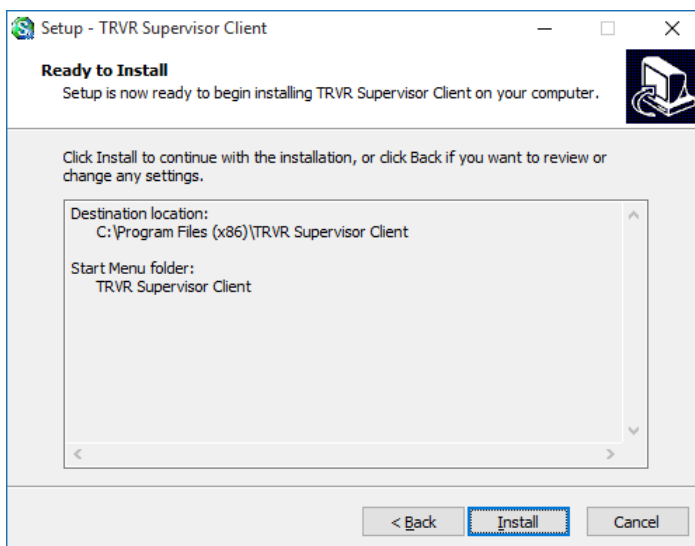 Setup - TRVR Supervisor Client
Ready to Install
Setup is now ready to begin installing TRVR Supervisor Client on your computer.
Click Install to continue with the installation, or click Back if you want to review or
change any settings.
Destination location:
C:\Program Files (x86)\TRVR Supervisor Client
Start Menu folder:
TRVR Supervisor Client
< Back
Install
Cancel